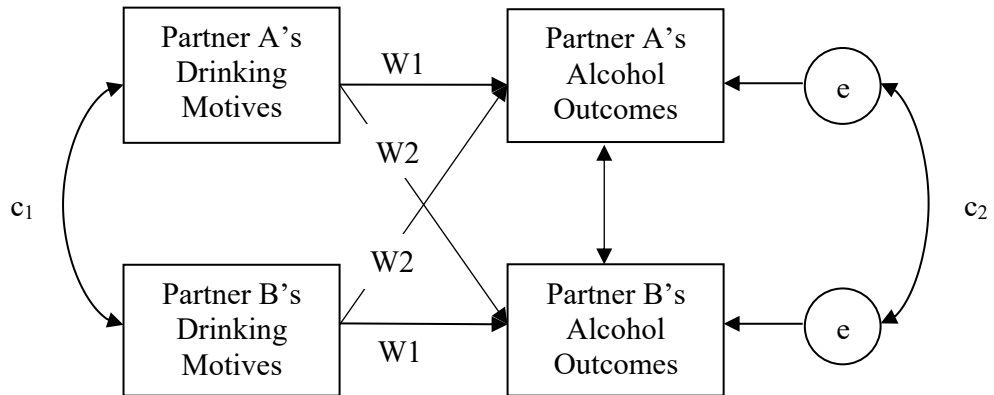 Partner A’s
Drinking
Motives
W1
Partner A’s
Alcohol
Outcomes
e
W2
c₁
c₂
W2
Partner B’s
Drinking
Motives
W1
Partner B’s
Alcohol
Outcomes
e